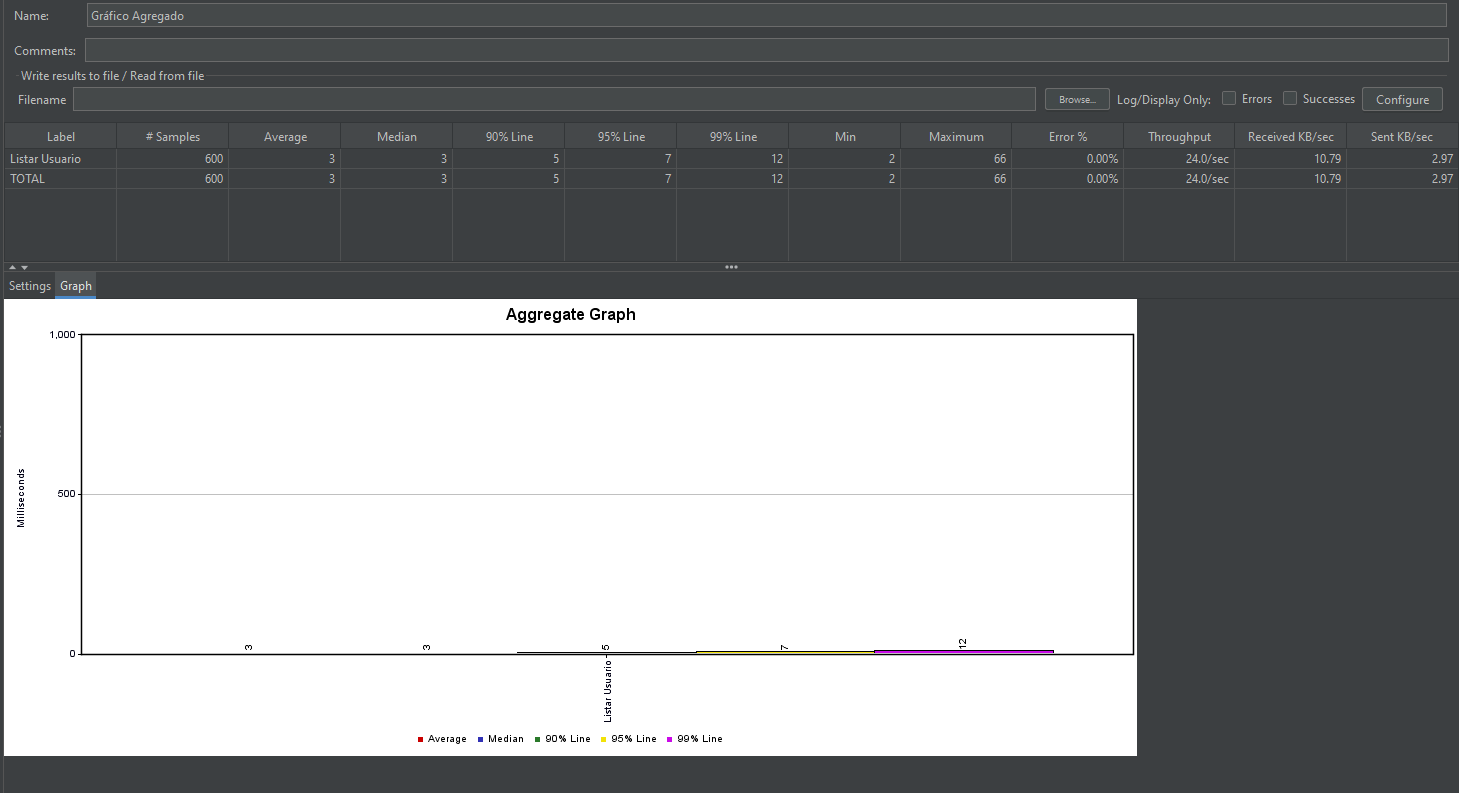 Name: Gráfico Agregado
Comments:
Write results to file / Read from file
Filename Browse... Log/Display Only: Errors Successes Configure
Label # Samples Average Median 90% Line 95% Line 99% Line Min Maximum Error % Throughput Received KB/sec Sent KB/sec
Listar Usuario 600 3 3 5 7 12 2 66 0.00% 24.0/sec 10.79 2.97
TOTAL 600 3 3 5 7 12 2 66 0.00% 24.0/sec 10.79 2.97
Settings Graph
Aggregate Graph
1,000
500
0
Milliseconds
3 3 5 7 12
Listar Usuario
Average Median 90% Line 95% Line 99% Line